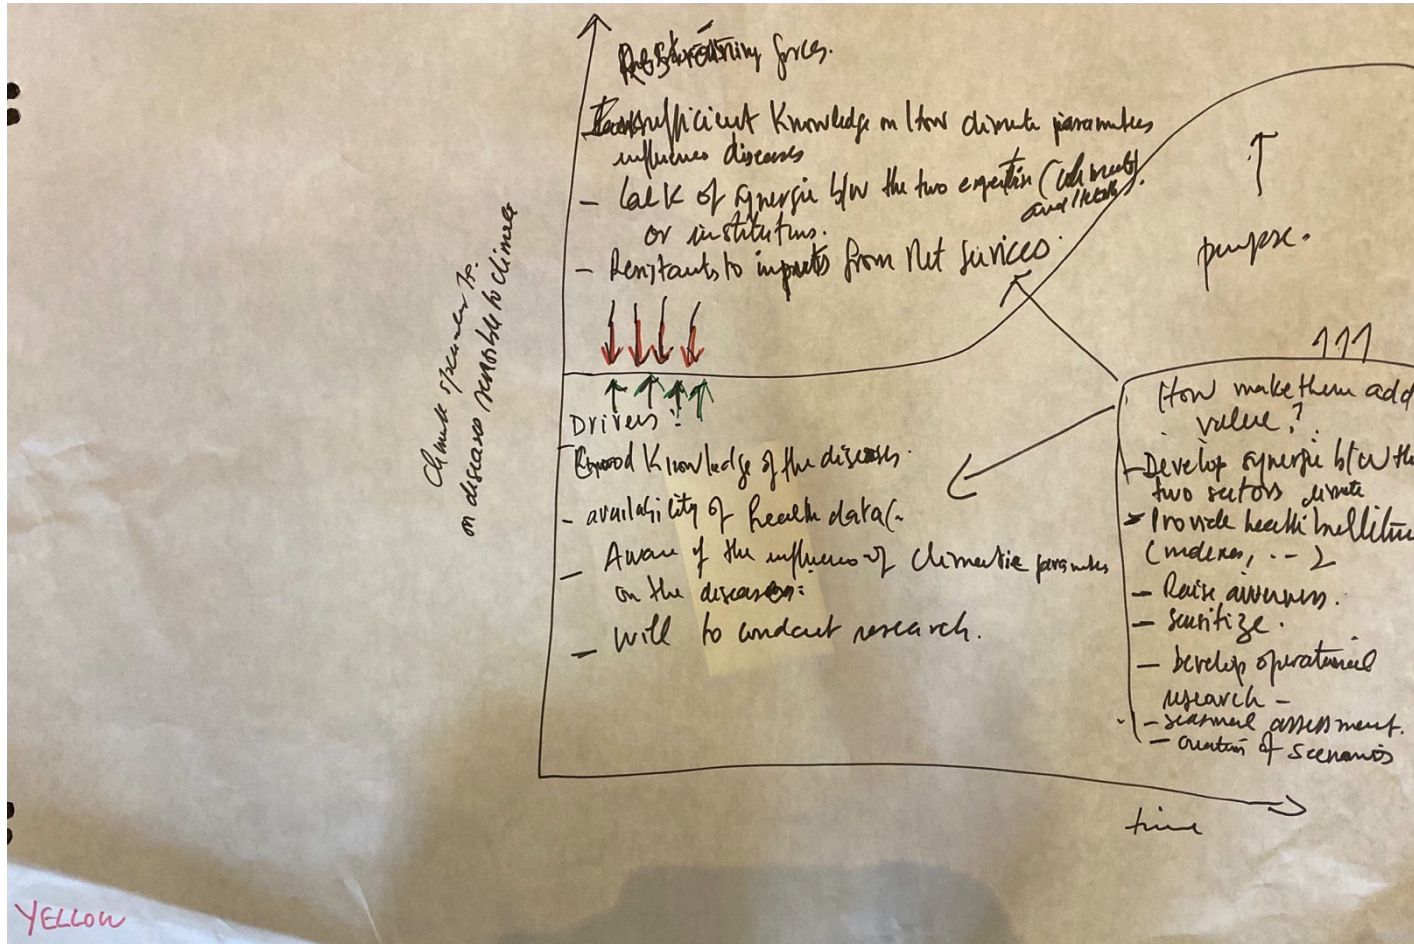 Restraining forces.
Insufficient Knowledge on how climate parameters
influence diseases
- lack of synergie b/w the two expertise (climate
and health).
or institutions.
- Resistants to inputs from Met Services.
Climate
on diseases sensible to climate
purpose.
Drivers:
Good Knowledge of the diseases.
- availability of health data(.
- Aware of the influence of climatic parameters
on the diseases:
- Will to conduct research.
How make them add
value?
- Develop synergie b/w the
two sectors climate
- Provide health bulletins
(indexes, ...)
- Raise awareness.
- Sensitize.
- Develop operational
research -
- Seasonal assessment.
- Creation of scenarios
time
YELLOW